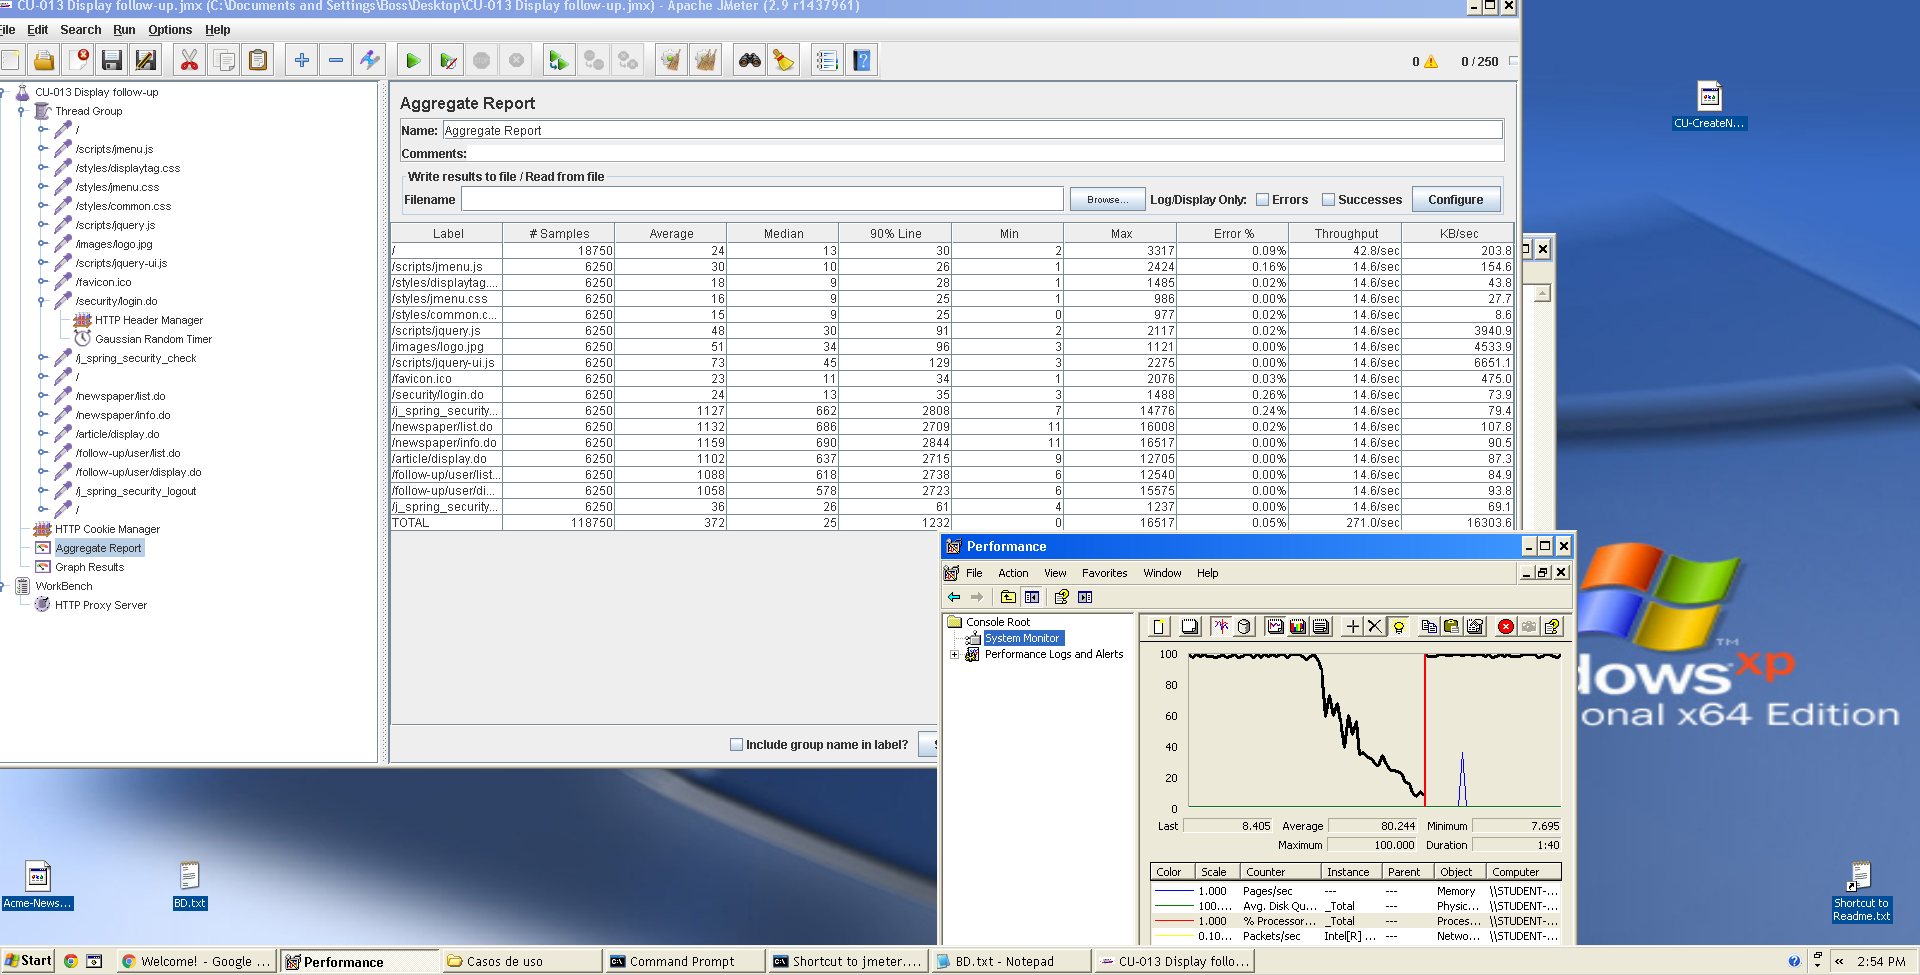 CU-013 Display follow-up.jmx (C:\Documents and Settings\Boss\Desktop\CU-013 Display follow-up.jmx) - Apache JMeter (2.9 r1437961)
File Edit Search Run Options Help
0 0 / 250
CU-013 Display follow-up
Thread Group
/
/scripts/jmenu.js
/styles/displaytag.css
/styles/jmenu.css
/styles/common.css
/scripts/jquery.js
/images/logo.jpg
/scripts/jquery-ui.js
/favicon.ico
/security/login.do
HTTP Header Manager
Gaussian Random Timer
/j_spring_security_check
/
/newspaper/list.do
/newspaper/info.do
/article/display.do
/follow-up/user/list.do
/follow-up/user/display.do
/j_spring_security_logout
/
HTTP Cookie Manager
Aggregate Report
Graph Results
WorkBench
HTTP Proxy Server
Aggregate Report
Name: Aggregate Report
Comments:
Write results to file / Read from file
Filename Browse... Log/Display Only: Errors Successes Configure
Label # Samples Average Median 90% Line Min Max Error % Throughput KB/sec
/ 18750 24 13 30 2 3317 0.09% 42.8/sec 203.8
/scripts/jmenu.js 6250 30 10 26 1 2424 0.16% 14.6/sec 154.6
/styles/displaytag.... 6250 18 9 28 1 1485 0.02% 14.6/sec 43.8
/styles/jmenu.css 6250 16 9 25 1 986 0.00% 14.6/sec 27.7
/styles/common.c... 6250 15 9 25 0 977 0.02% 14.6/sec 8.6
/scripts/jquery.js 6250 48 30 91 2 2117 0.02% 14.6/sec 3940.9
/images/logo.jpg 6250 51 34 96 3 1121 0.00% 14.6/sec 4533.9
/scripts/jquery-ui.js 6250 73 45 129 3 2275 0.02% 14.6/sec 6651.1
/favicon.ico 6250 23 11 34 1 2076 0.03% 14.6/sec 475.0
/security/login.do 6250 24 13 35 3 1488 0.26% 14.6/sec 73.9
/j_spring_security... 6250 1127 662 2808 7 14776 0.24% 14.6/sec 79.4
/newspaper/list.do 6250 1132 686 2709 11 16008 0.02% 14.6/sec 107.8
/newspaper/info.do 6250 1159 690 2844 11 16517 0.00% 14.6/sec 90.5
/article/display.do 6250 1102 637 2715 9 12705 0.00% 14.6/sec 87.3
/follow-up/user/list... 6250 1088 618 2738 6 12540 0.00% 14.6/sec 84.9
/follow-up/user/di... 6250 1058 578 2723 6 15575 0.00% 14.6/sec 93.8
/j_spring_security... 6250 36 26 61 4 1237 0.00% 14.6/sec 69.1
TOTAL 118750 372 25 1232 0 16517 0.05% 271.0/sec 16303.6
Include group name in label?
Performance
File Action View Favorites Window Help
Console Root
System Monitor
Performance Logs and Alerts
100
80
60
40
20
0
Last 8.405 Average 80.244 Minimum 7.695
Maximum 100.000 Duration 1:40
Color Scale Counter Instance Parent Object Computer
1.000 Pages/sec --- --- Memory \\STUDENT-...
100.... Avg. Disk Qu... _Total --- Physic... \\STUDENT-...
1.000 % Processor... _Total --- Proces... \\STUDENT-...
0.10... Packets/sec Intel[R] ... --- Netwo... \\STUDENT-...
CU-CreateN...
dows xp
TM
onal x64 Edition
Acme-News...
BD.txt
Shortcut to
Readme.txt
Start Welcome! - Google ... Performance Casos de uso Command Prompt Shortcut to jmeter.... BD.txt - Notepad CU-013 Display follo... « 2:54 PM